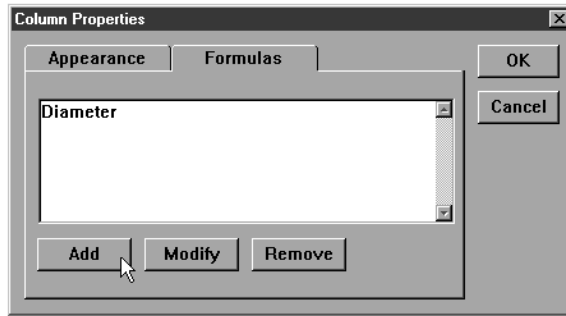 Column Properties
Appearance Formulas
OK
Diameter
Cancel
Add Modify Remove